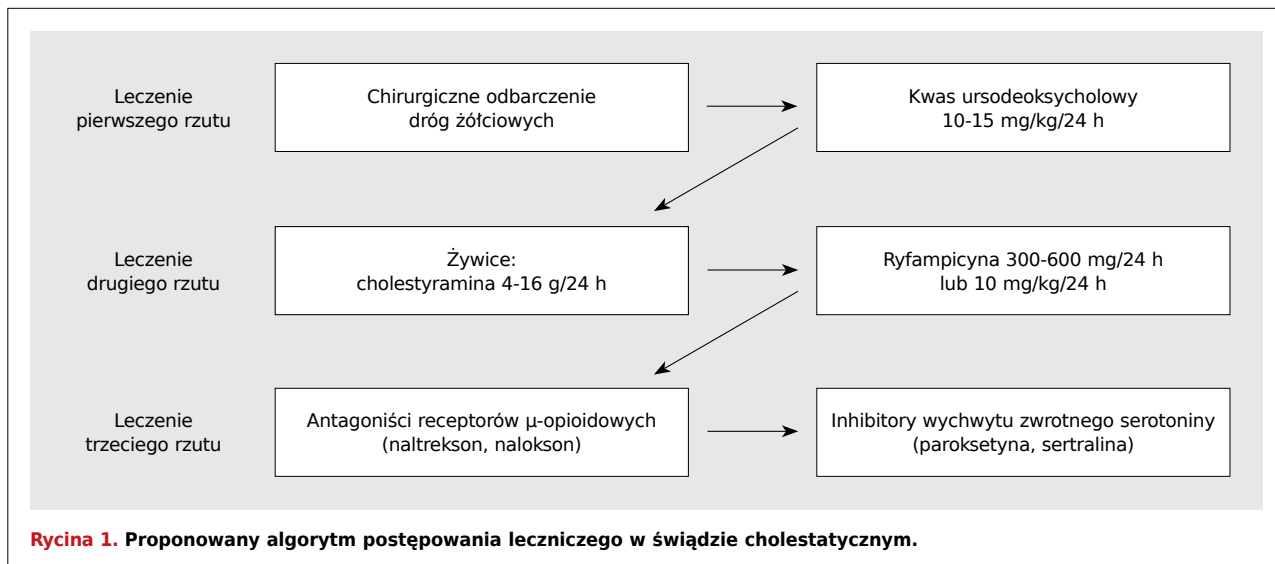 Leczenie
pierwszego rzutu
Chirurgiczne odbarczenie
dróg żółciowych
Kwas ursodeoksycholowy
10-15 mg/kg/24 h
Leczenie
drugiego rzutu
Żywice:
cholestyramina 4-16 g/24 h
Ryfampicyna 300-600 mg/24 h
lub 10 mg/kg/24 h
Leczenie
trzeciego rzutu
Antagoniści receptorów μ-opioidowych
(naltrekson, nalokson)
Inhibitory wychwytu zwrotnego serotoniny
(paroksetyna, sertralina)
Rycina 1. Proponowany algorytm postępowania leczniczego w świądzie cholestatycznym.